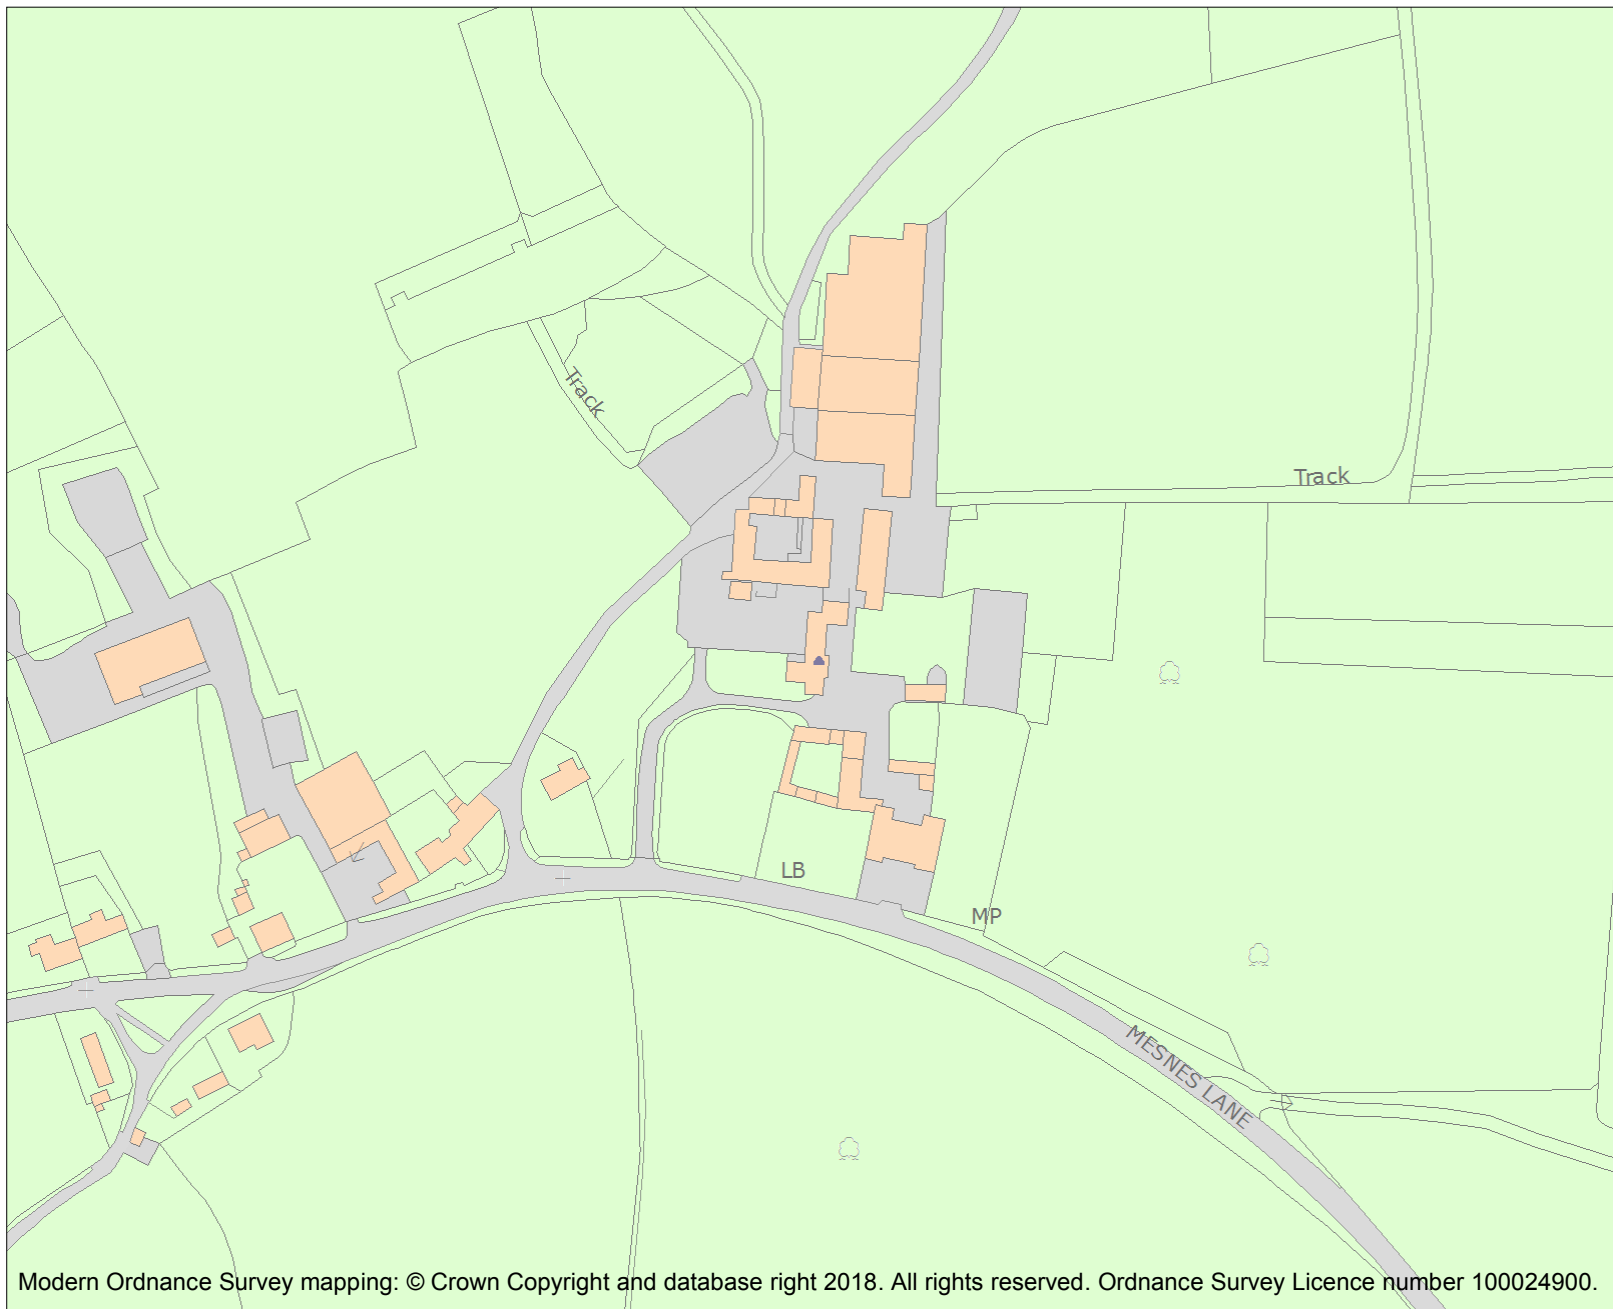 Track
Track
LB
MP
MESNES LANE
Modern Ordnance Survey mapping: © Crown Copyright and database right 2018. All rights reserved. Ordnance Survey Licence number 100024900.